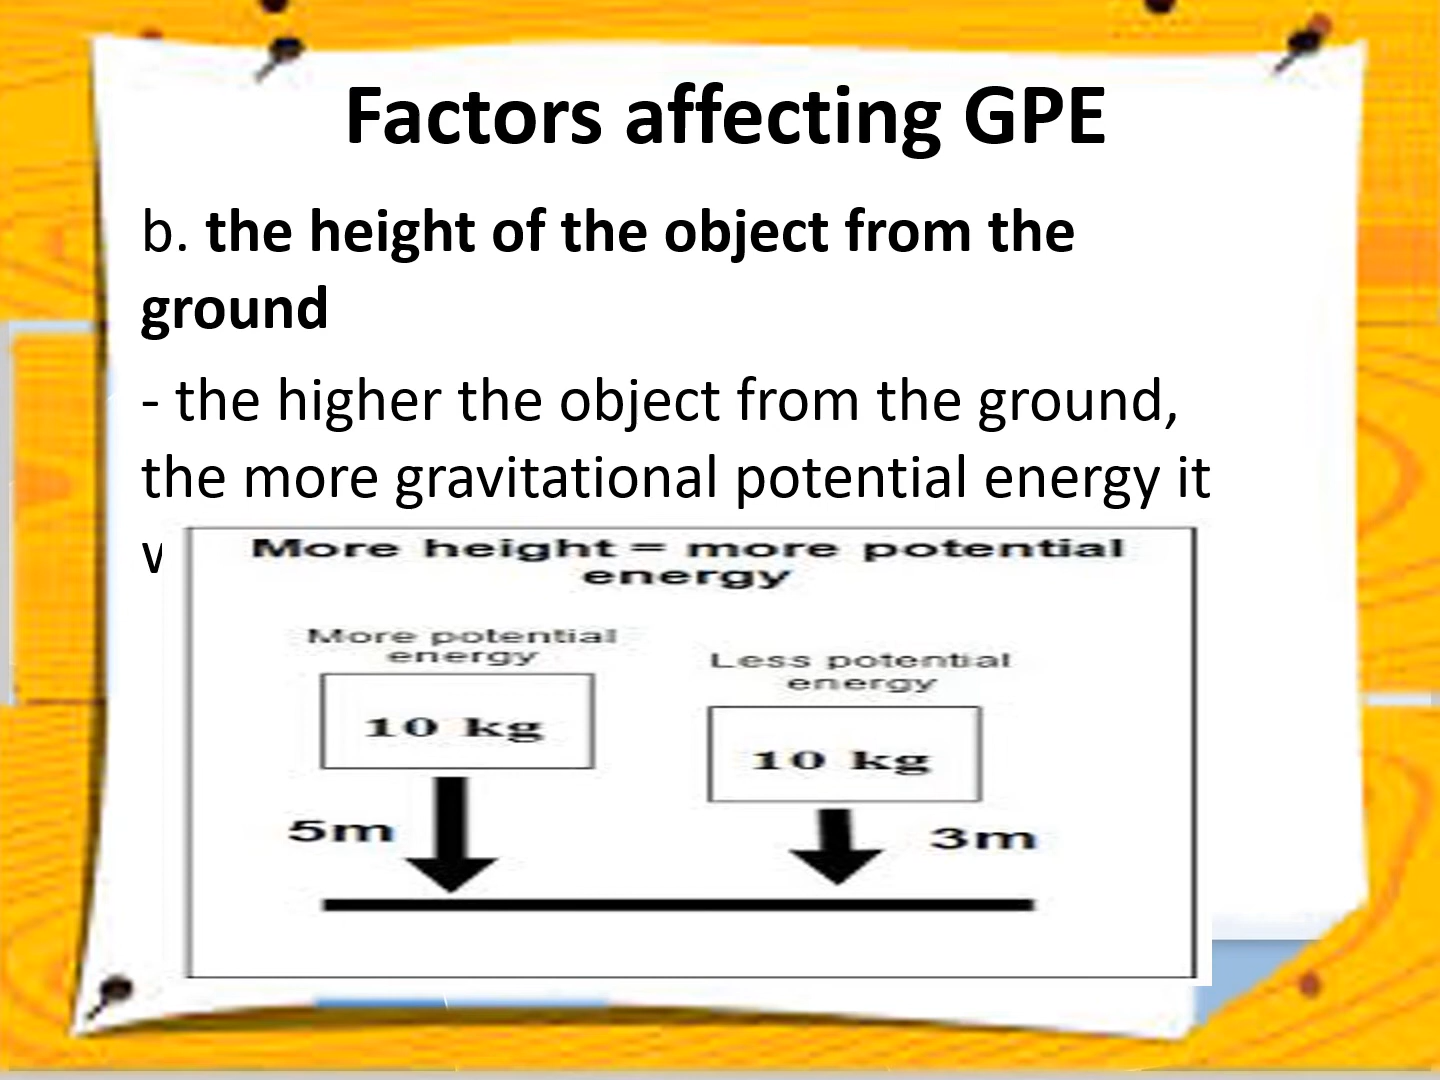 Factors affecting GPE
b. the height of the object from the
ground
- the higher the object from the ground,
the more gravitational potential energy it
More height = more potential
energy
More potential
energy
Less potential
energy
10 kg
10 kg
5m
3m